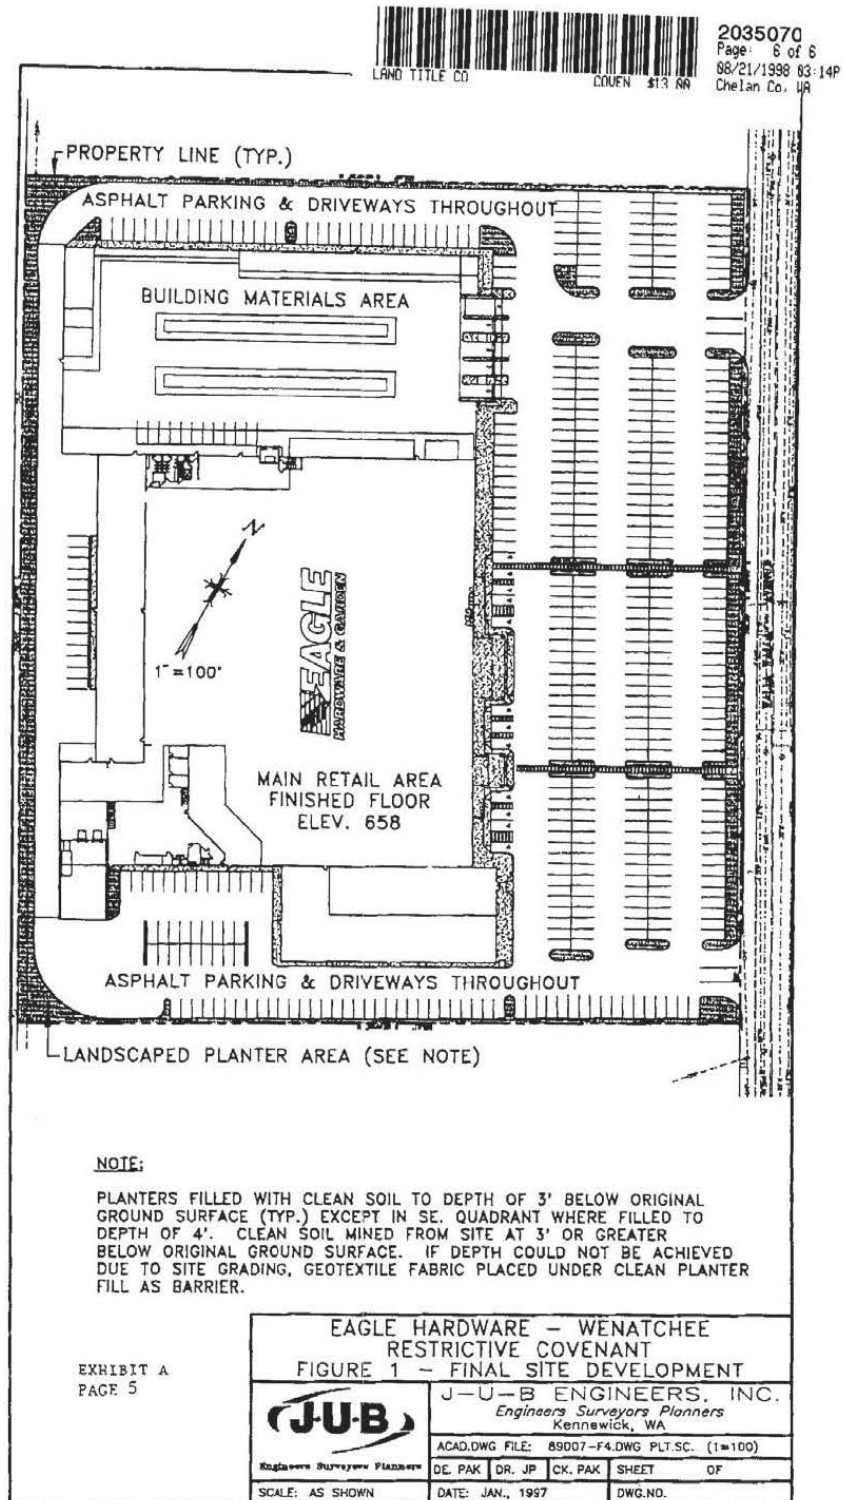 2035070
Page: 6 of 6
08/21/1998 03:14P
Chelan Co, WA
LAND TITLE CO
COVEN $13.00
PROPERTY LINE (TYP.)
ASPHALT PARKING & DRIVEWAYS THROUGHOUT
BUILDING MATERIALS AREA
N
1"=100'
EAGLE
HARDWARE & GARDEN
MAIN RETAIL AREA
FINISHED FLOOR
ELEV. 658
ASPHALT PARKING & DRIVEWAYS THROUGHOUT
LANDSCAPED PLANTER AREA (SEE NOTE)
NOTE:
PLANTERS FILLED WITH CLEAN SOIL TO DEPTH OF 3' BELOW ORIGINAL
GROUND SURFACE (TYP.) EXCEPT IN SE. QUADRANT WHERE FILLED TO
DEPTH OF 4'. CLEAN SOIL MINED FROM SITE AT 3' OR GREATER
BELOW ORIGINAL GROUND SURFACE. IF DEPTH COULD NOT BE ACHIEVED
DUE TO SITE GRADING, GEOTEXTILE FABRIC PLACED UNDER CLEAN PLANTER
FILL AS BARRIER.
EXHIBIT A
PAGE 5
EAGLE HARDWARE – WENATCHEE
RESTRICTIVE COVENANT
FIGURE 1 – FINAL SITE DEVELOPMENT
J·U·B
Engineers Surveyors Planners
J–U–B ENGINEERS, INC.
Engineers Surveyors Planners
Kennewick, WA
ACAD.DWG FILE: 89007-F4.DWG PLT.SC. (1=100)
DE. PAK DR. JP CK. PAK SHEET OF
SCALE: AS SHOWN DATE: JAN., 1997 DWG.NO.